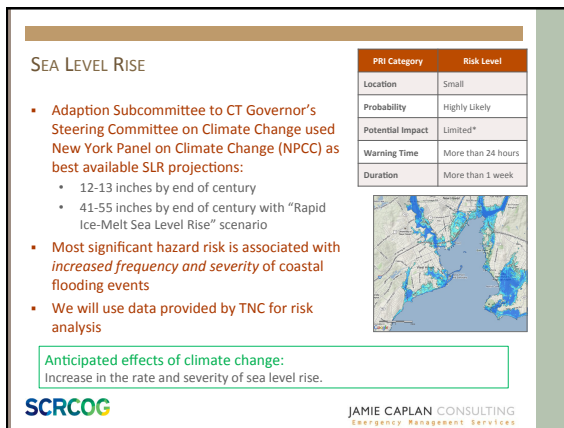 SEA LEVEL RISE
▪ Adaption Subcommittee to CT Governor's
Steering Committee on Climate Change used
New York Panel on Climate Change (NPCC) as
best available SLR projections:
• 12-13 inches by end of century
• 41-55 inches by end of century with “Rapid
Ice-Melt Sea Level Rise” scenario
▪ Most significant hazard risk is associated with
increased frequency and severity of coastal
flooding events
▪ We will use data provided by TNC for risk
analysis
PRI Category Risk Level
Location Small
Probability Highly Likely
Potential Impact Limited*
Warning Time More than 24 hours
Duration More than 1 week
Anticipated effects of climate change:
Increase in the rate and severity of sea level rise.
SCRCOG
JAMIE CAPLAN CONSULTING
Emergency Management Services